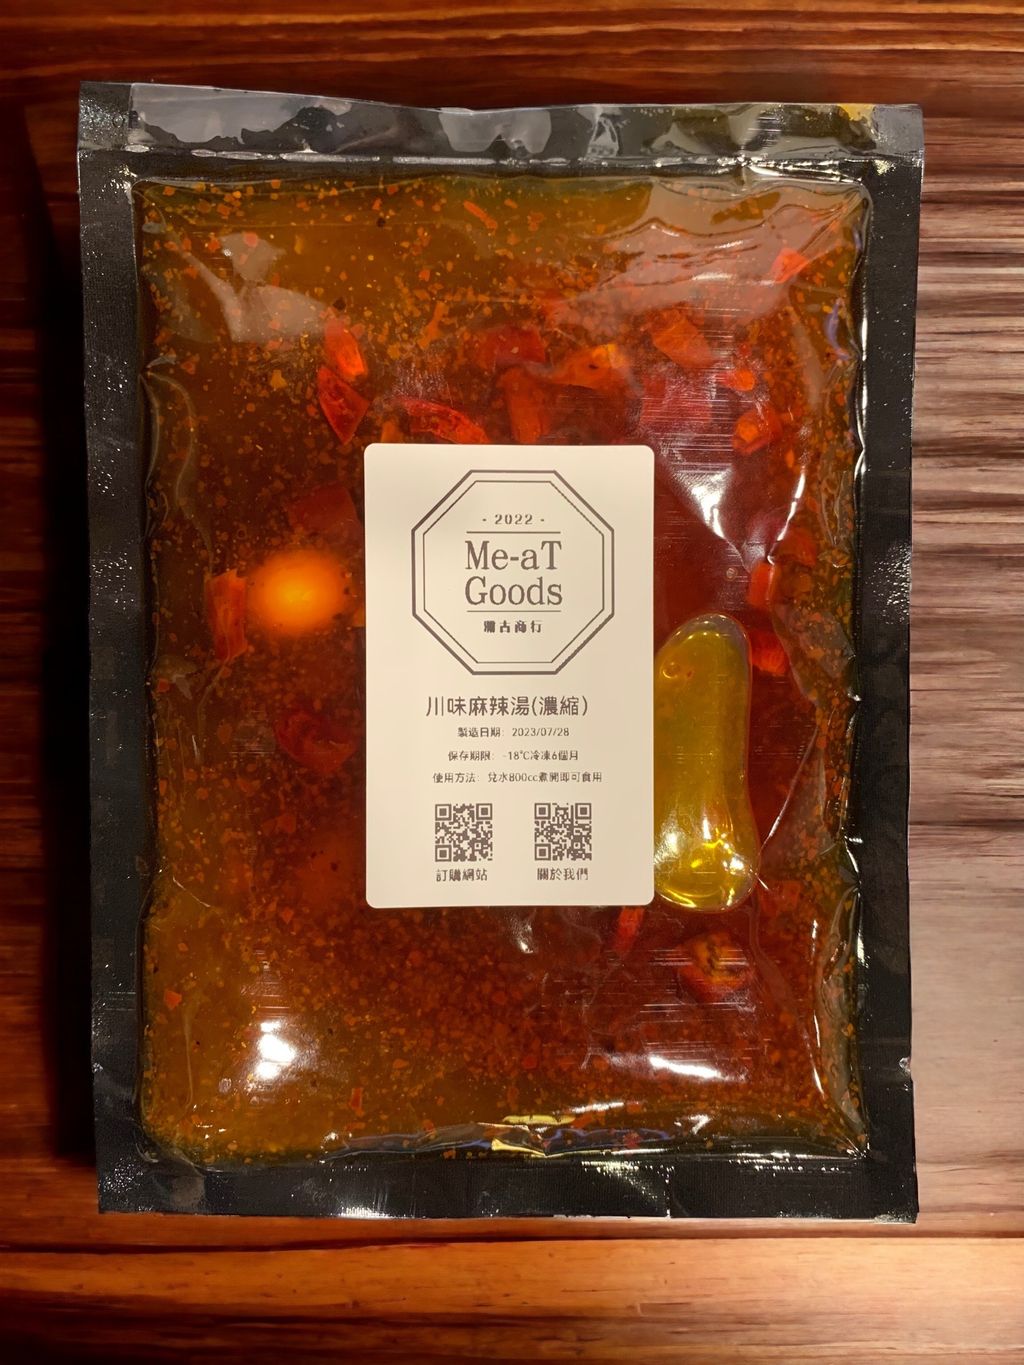 - 2022 -
Me-aT
Goods
彌古商行
川味麻辣湯(濃縮)
製造日期: 2023/07/28
保存期限: -18°C冷凍6個月
使用方法: 兌水800cc煮開即可食用
訂購網站 關於我們